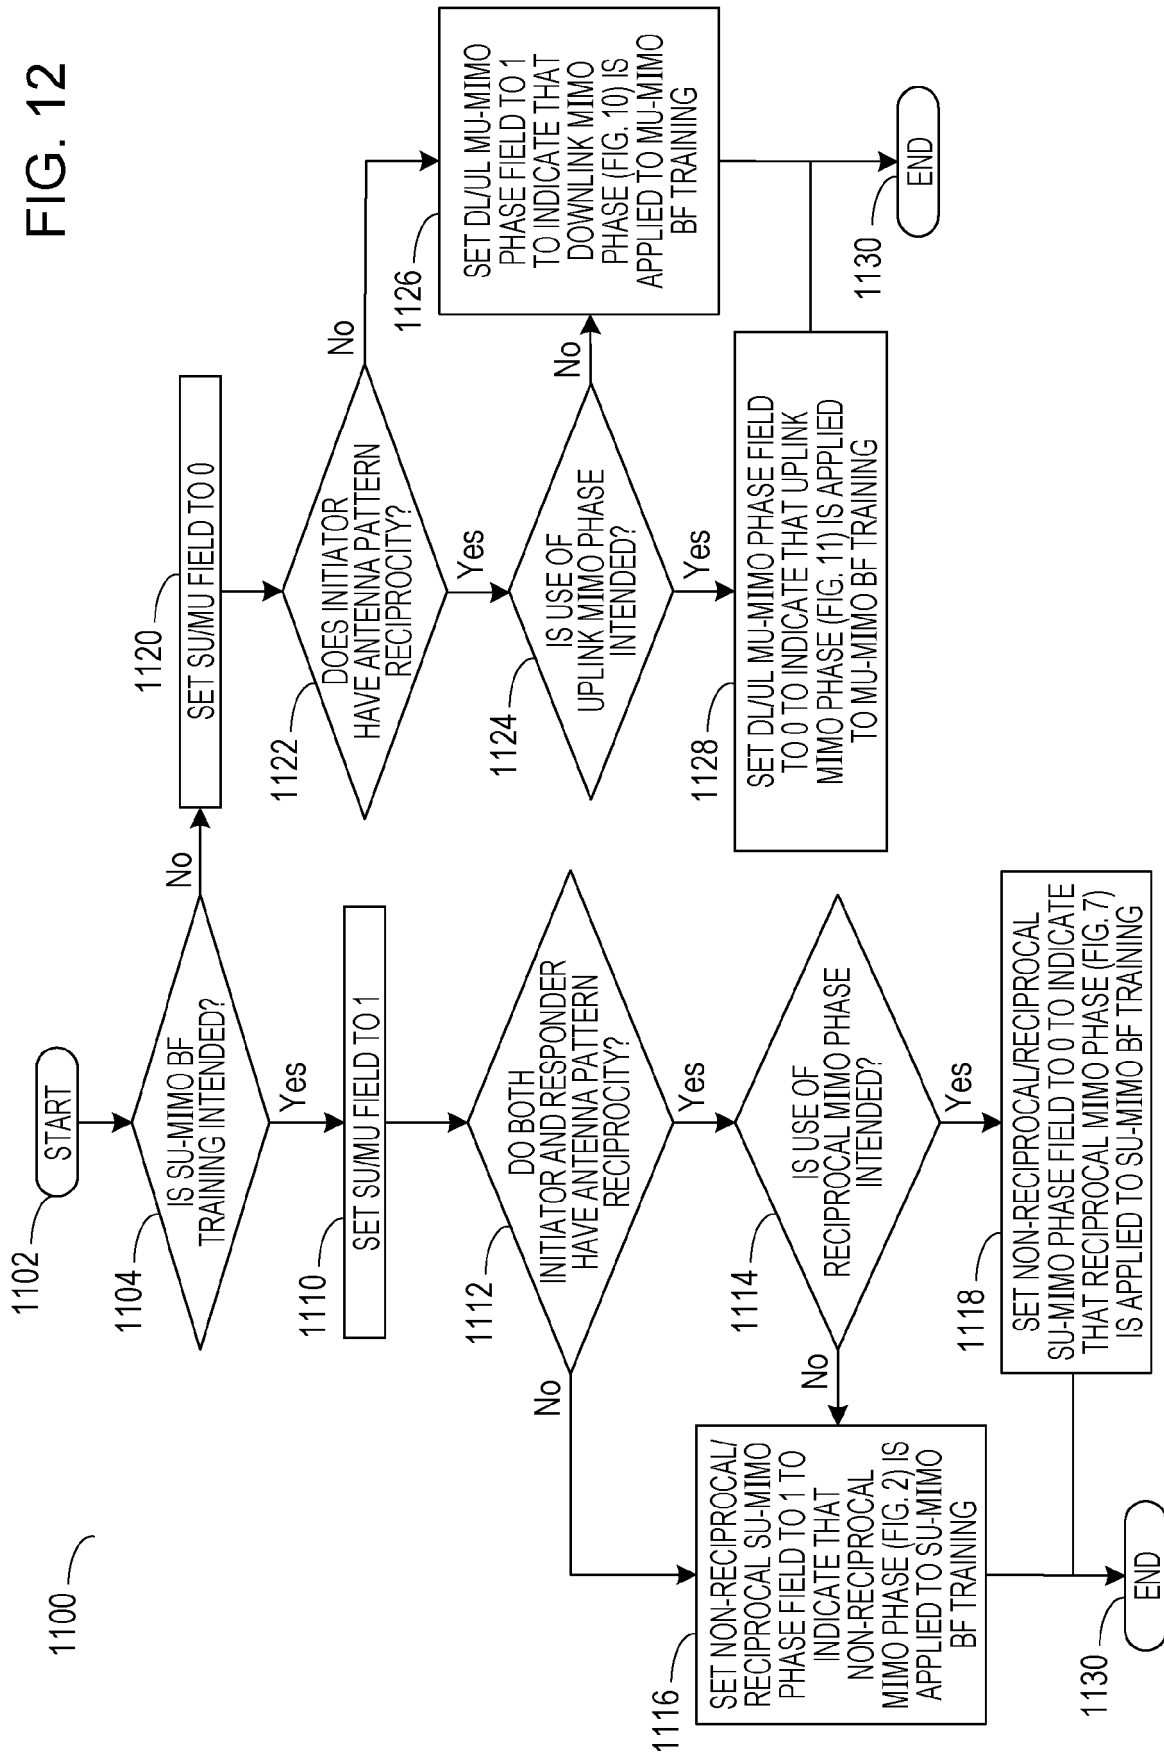 FIG. 12
1100
1102
START
1104
IS SU-MIMO BF
TRAINING INTENDED?
No
Yes
1110
SET SU/MU FIELD TO 1
1112
DO BOTH
INITIATOR AND RESPONDER
HAVE ANTENNA PATTERN
RECIPROCITY?
No
Yes
1114
IS USE OF
RECIPROCAL MIMO PHASE
INTENDED?
No
Yes
1116
SET NON-RECIPROCAL/
RECIPROCAL SU-MIMO
PHASE FIELD TO 1 TO
INDICATE THAT
NON-RECIPROCAL
MIMO PHASE (FIG. 2) IS
APPLIED TO SU-MIMO
BF TRAINING
1118
SET NON-RECIPROCAL/RECIPROCAL
SU-MIMO PHASE FIELD TO 0 TO INDICATE
THAT RECIPROCAL MIMO PHASE (FIG. 7)
IS APPLIED TO SU-MIMO BF TRAINING
1130
END
1120
SET SU/MU FIELD TO 0
1122
DOES INITIATOR
HAVE ANTENNA PATTERN
RECIPROCITY?
No
Yes
1124
IS USE OF
UPLINK MIMO PHASE
INTENDED?
No
Yes
1126
SET DL/UL MU-MIMO
PHASE FIELD TO 1
TO INDICATE THAT
DOWNLINK MIMO
PHASE (FIG. 10) IS
APPLIED TO MU-MIMO
BF TRAINING
1128
SET DL/UL MU-MIMO PHASE FIELD
TO 0 TO INDICATE THAT UPLINK
MIMO PHASE (FIG. 11) IS APPLIED
TO MU-MIMO BF TRAINING
1130
END